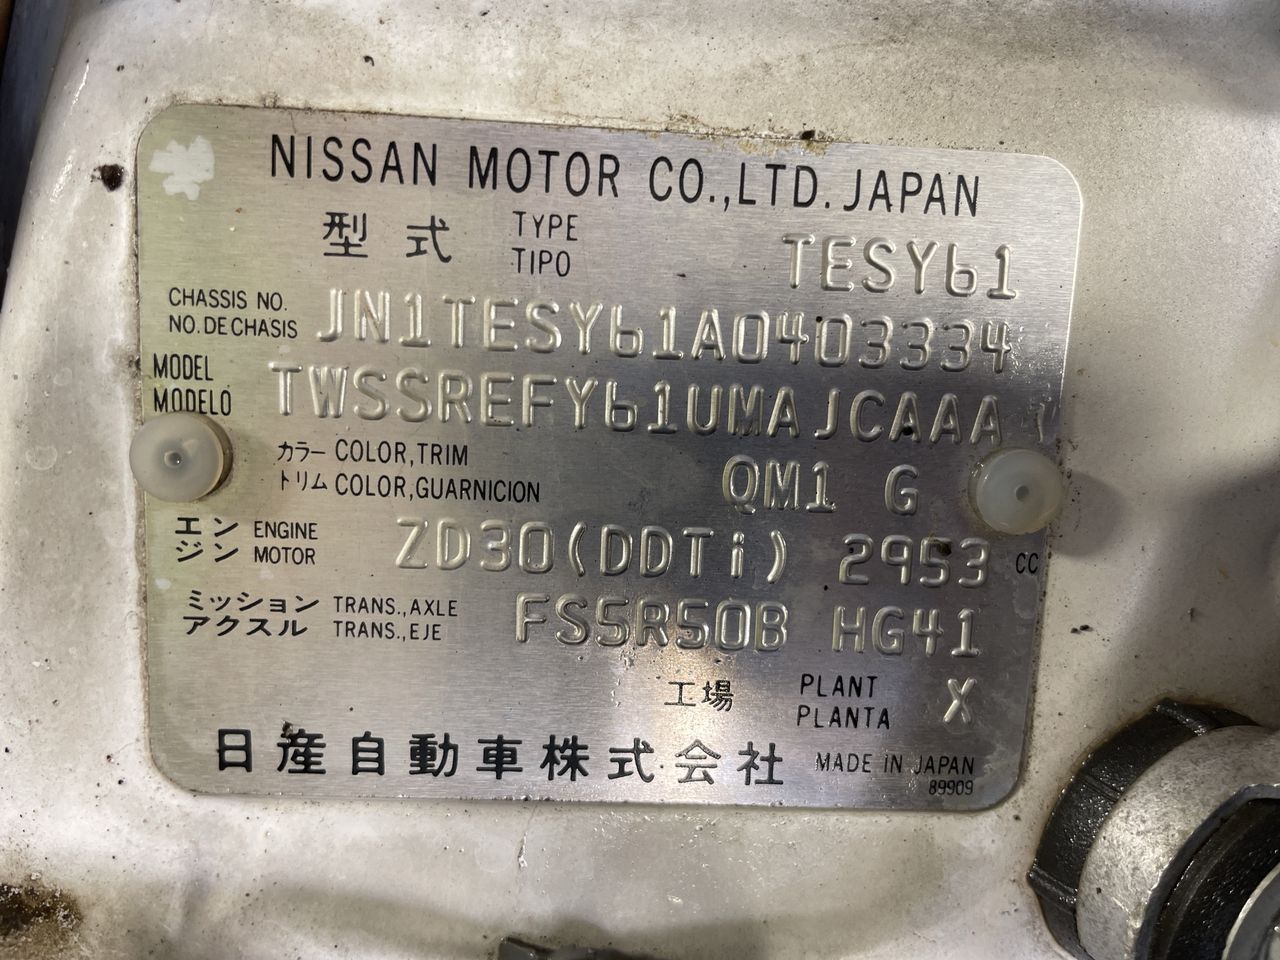 NISSAN MOTOR CO.,LTD. JAPAN
型式 TYPE TIPO TESY61
CHASSIS NO. NO. DE CHASIS JN1TESY61A0403334
MODEL MODELO TWSSREFY61UMAJCAAA
カラー COLOR,TRIM
トリム COLOR,GUARNICION QM1 G
エンジン ENGINE MOTOR ZD30(DDTi) 2953 CC
ミッション TRANS.,AXLE
アクスル TRANS.,EJE FS5R50B HG41
工場 PLANT PLANTA X
日産自動車株式会社 MADE IN JAPAN
89909